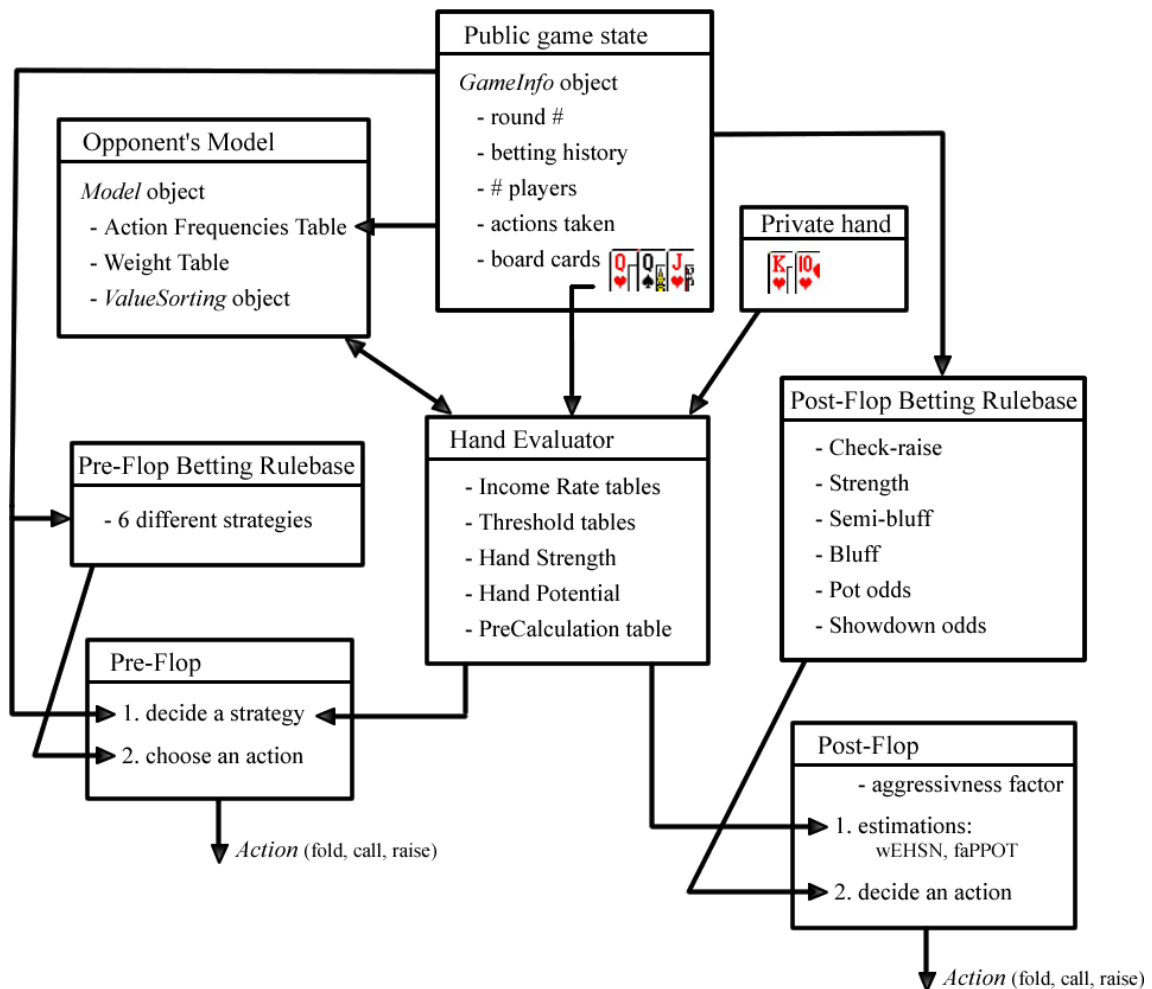 Public game state
GameInfo object
- round #
- betting history
- # players
- actions taken
- board cards Q Q J
Opponent's Model
Model object
- Action Frequencies Table
- Weight Table
- ValueSorting object
Private hand
K 10
Hand Evaluator
- Income Rate tables
- Threshold tables
- Hand Strength
- Hand Potential
- PreCalculation table
Post-Flop Betting Rulebase
- Check-raise
- Strength
- Semi-bluff
- Bluff
- Pot odds
- Showdown odds
Pre-Flop Betting Rulebase
- 6 different strategies
Pre-Flop
1. decide a strategy
2. choose an action
Action (fold, call, raise)
Post-Flop
- aggressivness factor
1. estimations:
wEHSN, faPPOT
2. decide an action
Action (fold, call, raise)